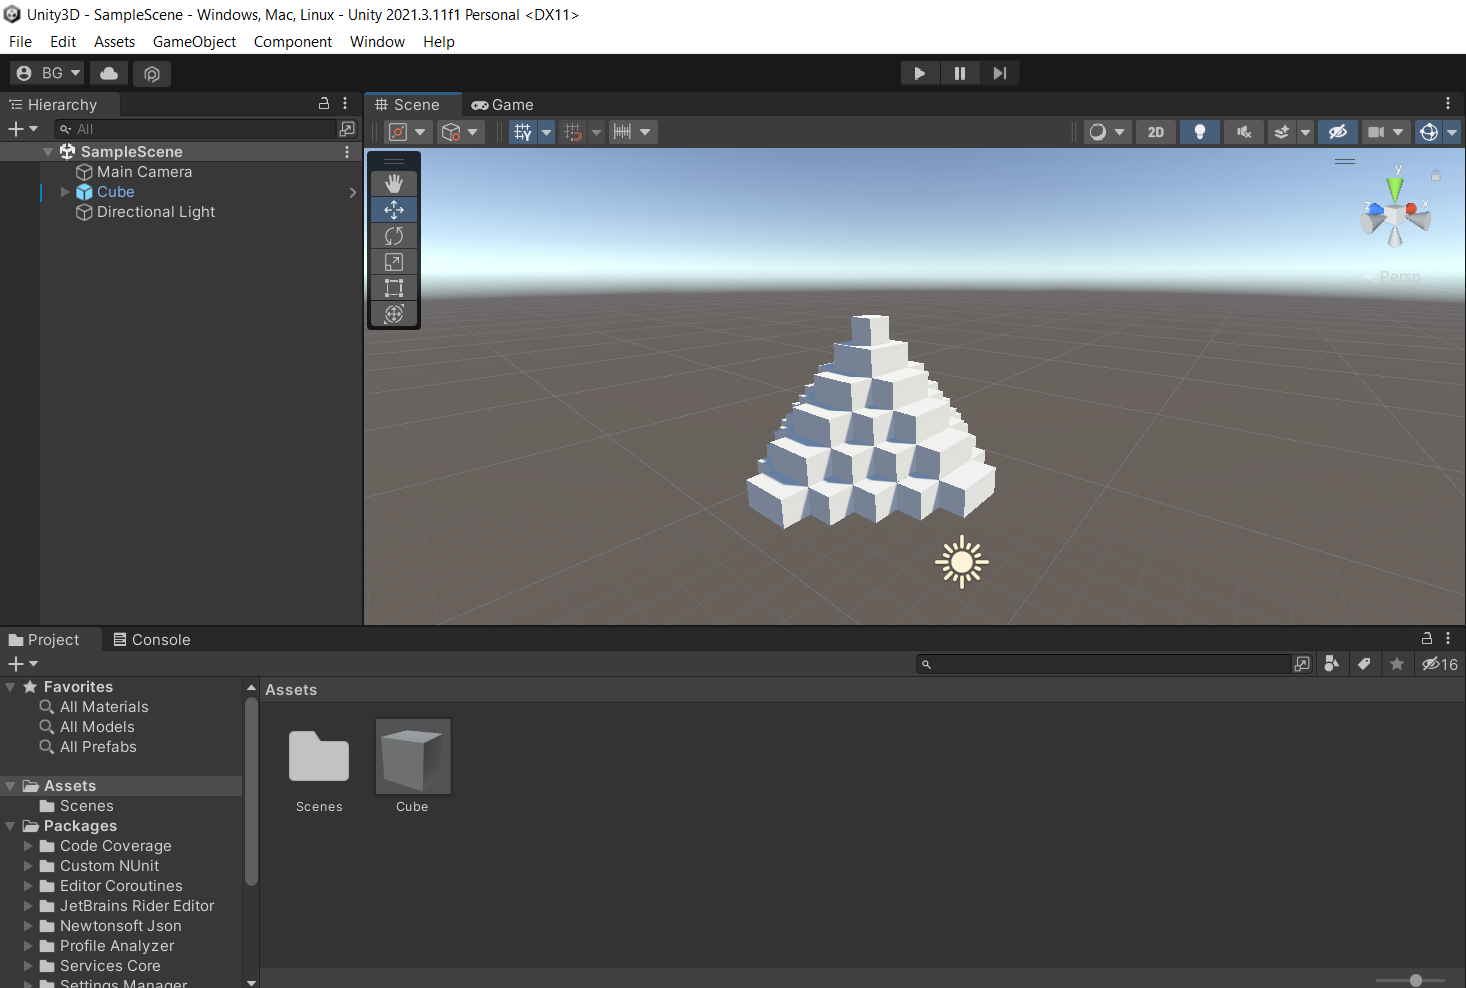 Unity3D - SampleScene - Windows, Mac, Linux - Unity 2021.3.11f1 Personal <DX11>
File Edit Assets GameObject Component Window Help
BG
Hierarchy
All
SampleScene
Main Camera
Cube
Directional Light
Scene Game
2D
y
z
x
Persp
Project Console
16
Favorites
All Materials
All Models
All Prefabs
Assets
Scenes
Packages
Code Coverage
Custom NUnit
Editor Coroutines
JetBrains Rider Editor
Newtonsoft Json
Profile Analyzer
Services Core
Settings Manager
Assets
Scenes
Cube